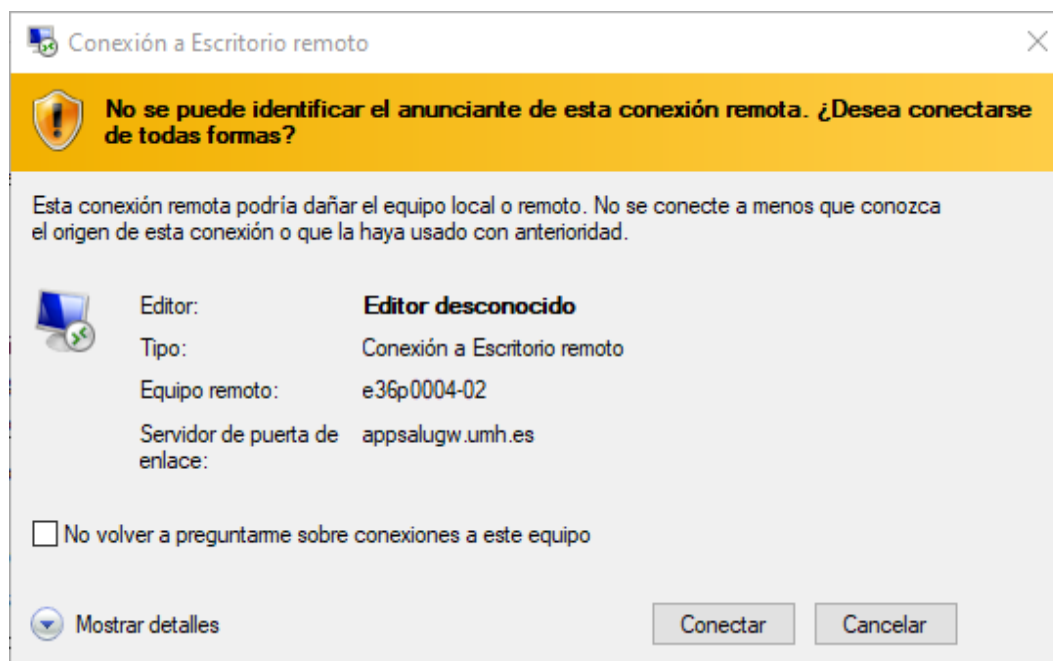 Conexión a Escritorio remoto
No se puede identificar el anunciante de esta conexión remota. ¿Desea conectarse
de todas formas?
Esta conexión remota podría dañar el equipo local o remoto. No se conecte a menos que conozca
el origen de esta conexión o que la haya usado con anterioridad.
Editor: Editor desconocido
Tipo: Conexión a Escritorio remoto
Equipo remoto: e36p0004-02
Servidor de puerta de appsalugw.umh.es
enlace:
No volver a preguntarme sobre conexiones a este equipo
Mostrar detalles Conectar Cancelar